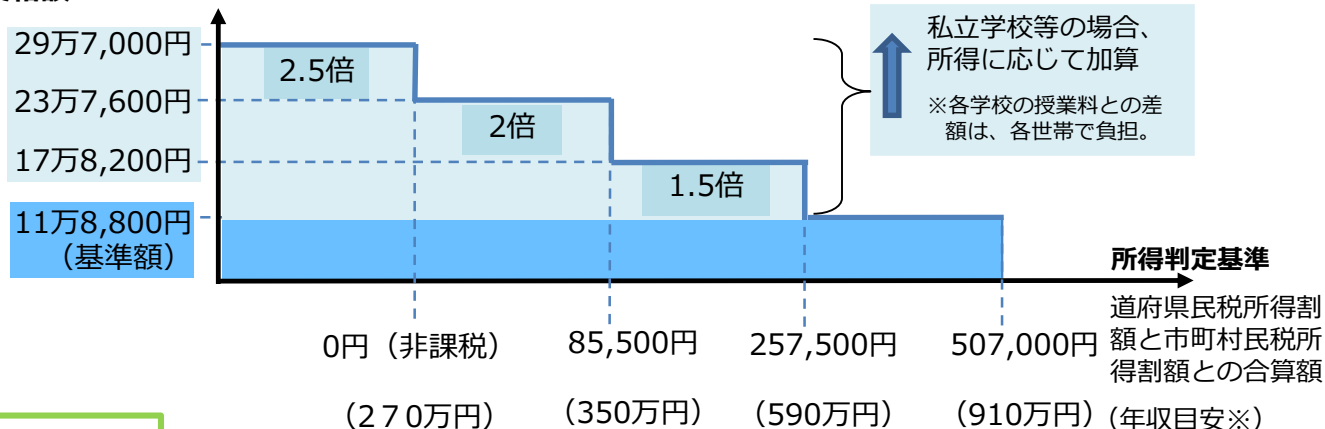 29万7,000円
23万7,600円
17万8,200円
11万8,800円
（基準額）
2.5倍
2倍
1.5倍
私立学校等の場合、
所得に応じて加算
※各学校の授業料との差
額は、各世帯で負担。
所得判定基準
道府県民税所得割
額と市町村民税所
得割額との合算額
（年収目安※）
0円（非課税）
85,500円
257,500円
507,000円
（２７０万円）
（350万円）
（590万円）
（910万円）